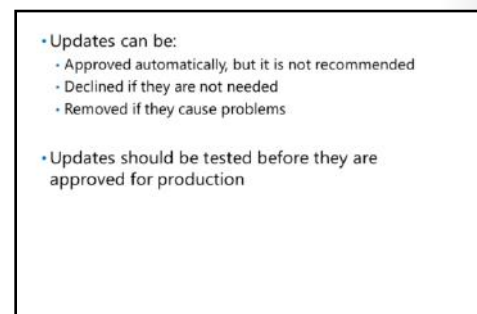 • Updates can be:
• Approved automatically, but it is not recommended
• Declined if they are not needed
• Removed if they cause problems
• Updates should be tested before they are
approved for production